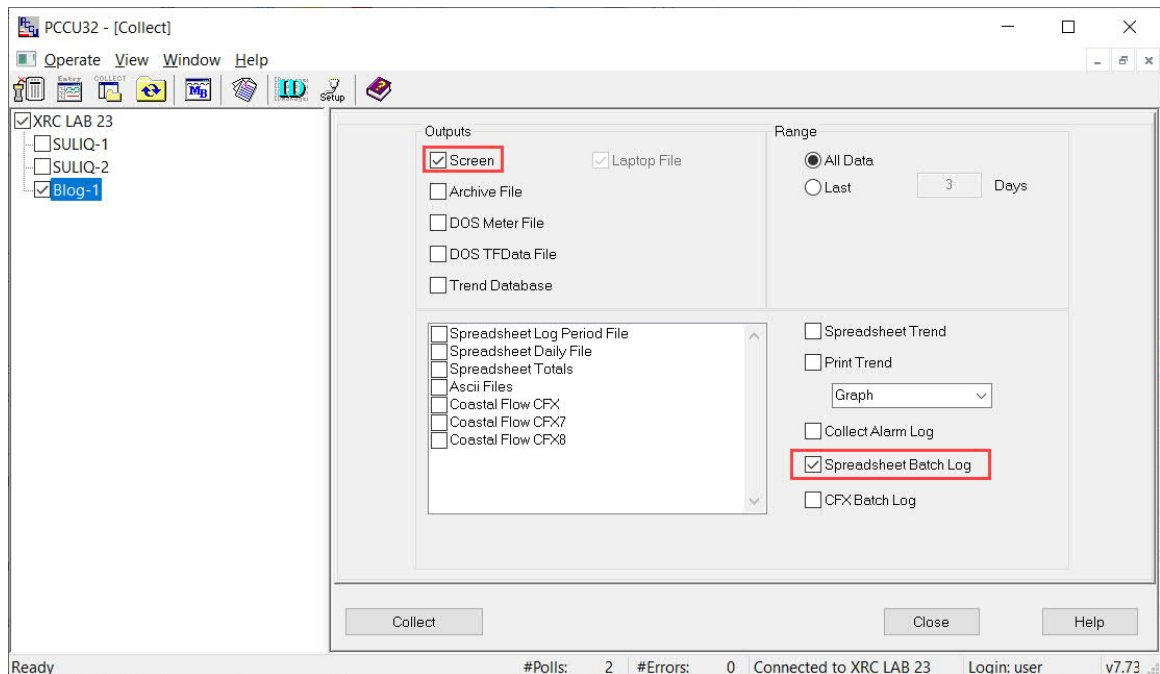 PCCU32 - [Collect]
Operate View Window Help
Entry COLLECT MB ID Manager Setup
XRC LAB 23
SULIQ-1
SULIQ-2
Blog-1
Outputs
Screen
Laptop File
Archive File
DOS Meter File
DOS TFData File
Trend Database
Range
All Data
Last 3 Days
Spreadsheet Log Period File
Spreadsheet Daily File
Spreadsheet Totals
Ascii Files
Coastal Flow CFX
Coastal Flow CFX7
Coastal Flow CFX8
Spreadsheet Trend
Print Trend
Graph
Collect Alarm Log
Spreadsheet Batch Log
CFX Batch Log
Collect Close Help
Ready #Polls: 2 #Errors: 0 Connected to XRC LAB 23 Login: user v7.73